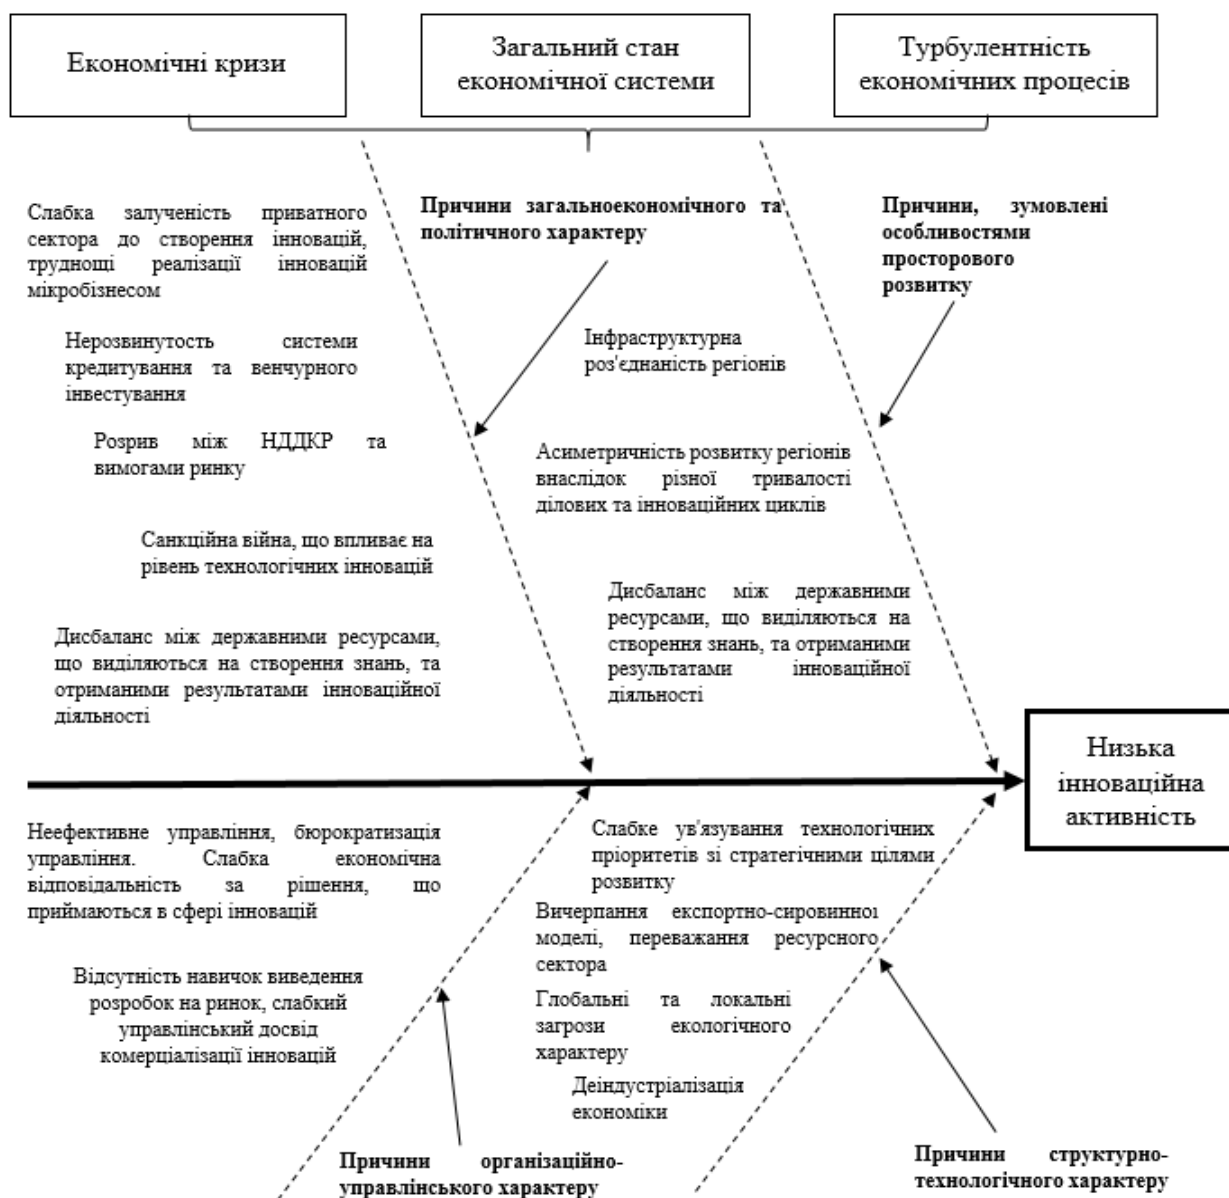 Економічні кризи
Загальний стан
економічної системи
Турбулентність
економічних процесів
Слабка залученість приватного
сектора до створення інновацій,
труднощі реалізації інновацій
мікробізнесом
Нерозвинутость системи
кредитування та венчурного
інвестування
Розрив між НДДКР та
вимогами ринку
Санкційна війна, що впливає на
рівень технологічних інновацій
Дисбаланс між державними ресурсами,
що виділяються на створення знань, та
отриманими результатами інноваційної
діяльності
Причини загальноекономічного та
політичного характеру
Інфраструктурна
роз'єднаність регіонів
Асиметричність розвитку регіонів
внаслідок різної тривалості
ділових та інноваційних циклів
Дисбаланс між державними
ресурсами, що виділяються на
створення знань, та отриманими
результатами інноваційної
діяльності
Причини, зумовлені
особливостями
просторового
розвитку
Низька
інноваційна
активність
Неефективне управління, бюрократизація
управління. Слабка економічна
відповідальність за рішення, що
приймаються в сфері інновацій
Відсутність навичок виведення
розробок на ринок, слабкий
управлінський досвід
комерціалізації інновацій
Причини організаційно-
управлінського характеру
Слабке ув'язування технологічних
пріоритетів зі стратегічними цілями
розвитку
Вичерпання експортно-сировинної
моделі, переважання ресурсного
сектора
Глобальні та локальні
загрози екологічного
характеру
Деіндустріалізація
економіки
Причини структурно-
технологічного характеру